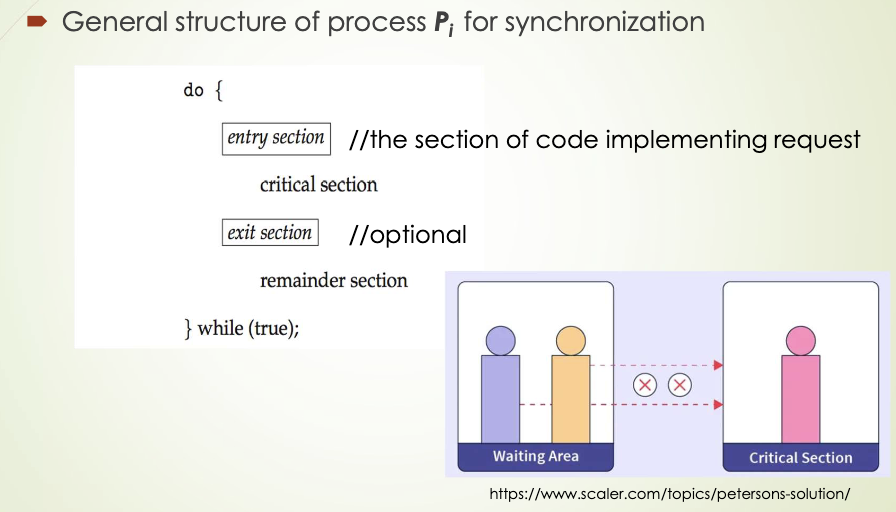 General structure of process Pi for synchronization
do {
entry section //the section of code implementing request
critical section
exit section //optional
remainder section
} while (true);
Waiting Area
Critical Section
https://www.scaler.com/topics/petersons-solution/